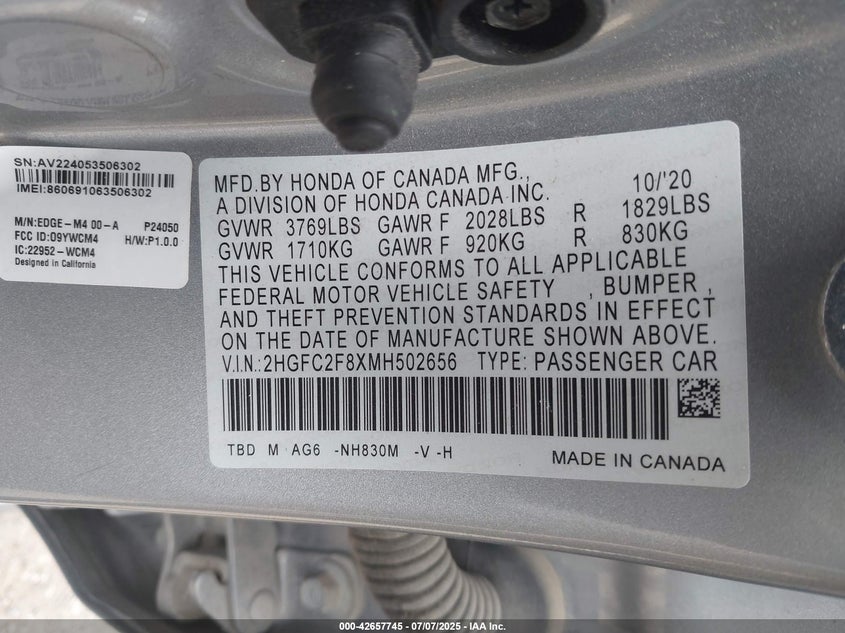 SN:AV224053506302
IMEI:860691063506302
M/N:EDGE-M4 00-A P24050
FCC ID:O9YWCM4 H/W:P1.0.0
IC:22952-WCM4
Designed in California
MFD.BY HONDA OF CANADA MFG., 10/'20
A DIVISION OF HONDA CANADA INC.
GVWR 3769LBS GAWR F 2028LBS R 1829LBS
GVWR 1710KG GAWR F 920KG R 830KG
THIS VEHICLE CONFORMS TO ALL APPLICABLE
FEDERAL MOTOR VEHICLE SAFETY , BUMPER ,
AND THEFT PREVENTION STANDARDS IN EFFECT
ON THE DATE OF MANUFACTURE SHOWN ABOVE.
V.I.N.:2HGFC2F8XMH502656 TYPE: PASSENGER CAR
TBD M AG6 -NH830M -V -H
MADE IN CANADA
000-42657745 - 07/07/2025 - IAA Inc.